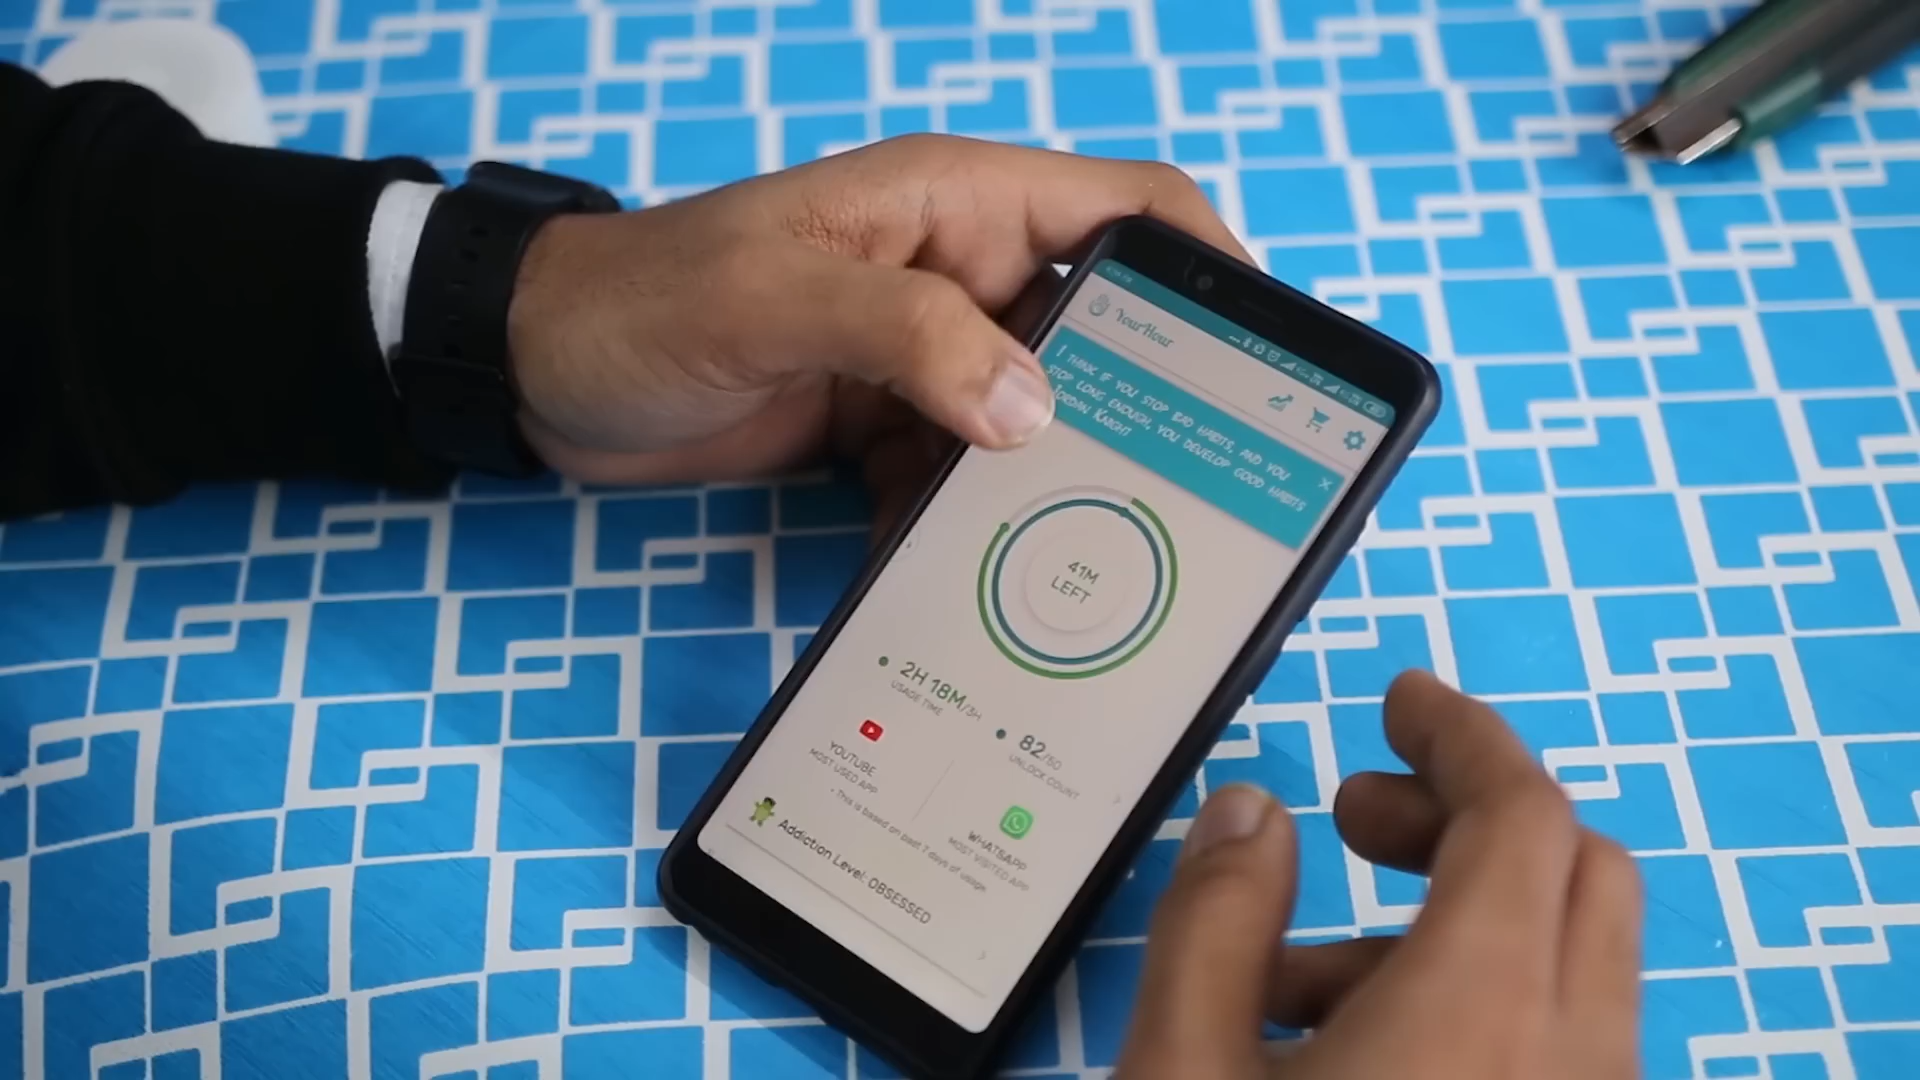 YourHour
I THINK IF YOU STOP BAD HABITS, AND YOU
STOP LONG ENOUGH, YOU DEVELOP GOOD HABITS
JORDAN KNIGHT
41M
LEFT
2H 18M/3H
USAGE TIME
82/50
UNLOCK COUNT
YOUTUBE
MOST USED APP
WHATSAPP
MOST VISITED APP
• This is based on past 7 days of usage
Addiction Level: OBSESSED